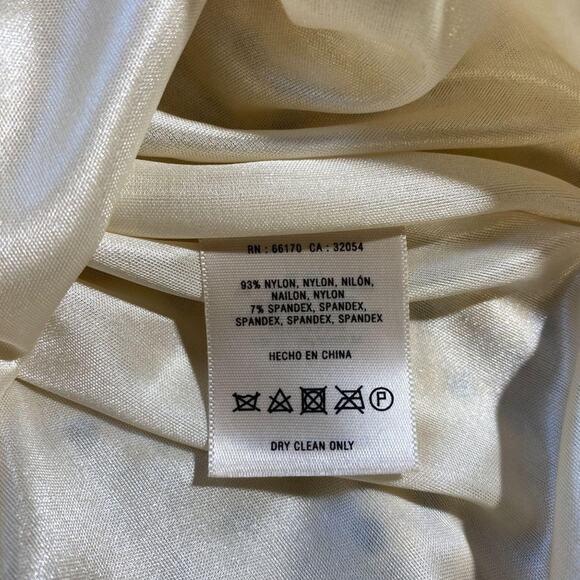 RN : 66170 CA : 32054
93% NYLON, NYLON, NILÓN,
NAILON, NYLON
7% SPANDEX, SPANDEX,
SPANDEX, SPANDEX, SPANDEX
HECHO EN CHINA
P
DRY CLEAN ONLY